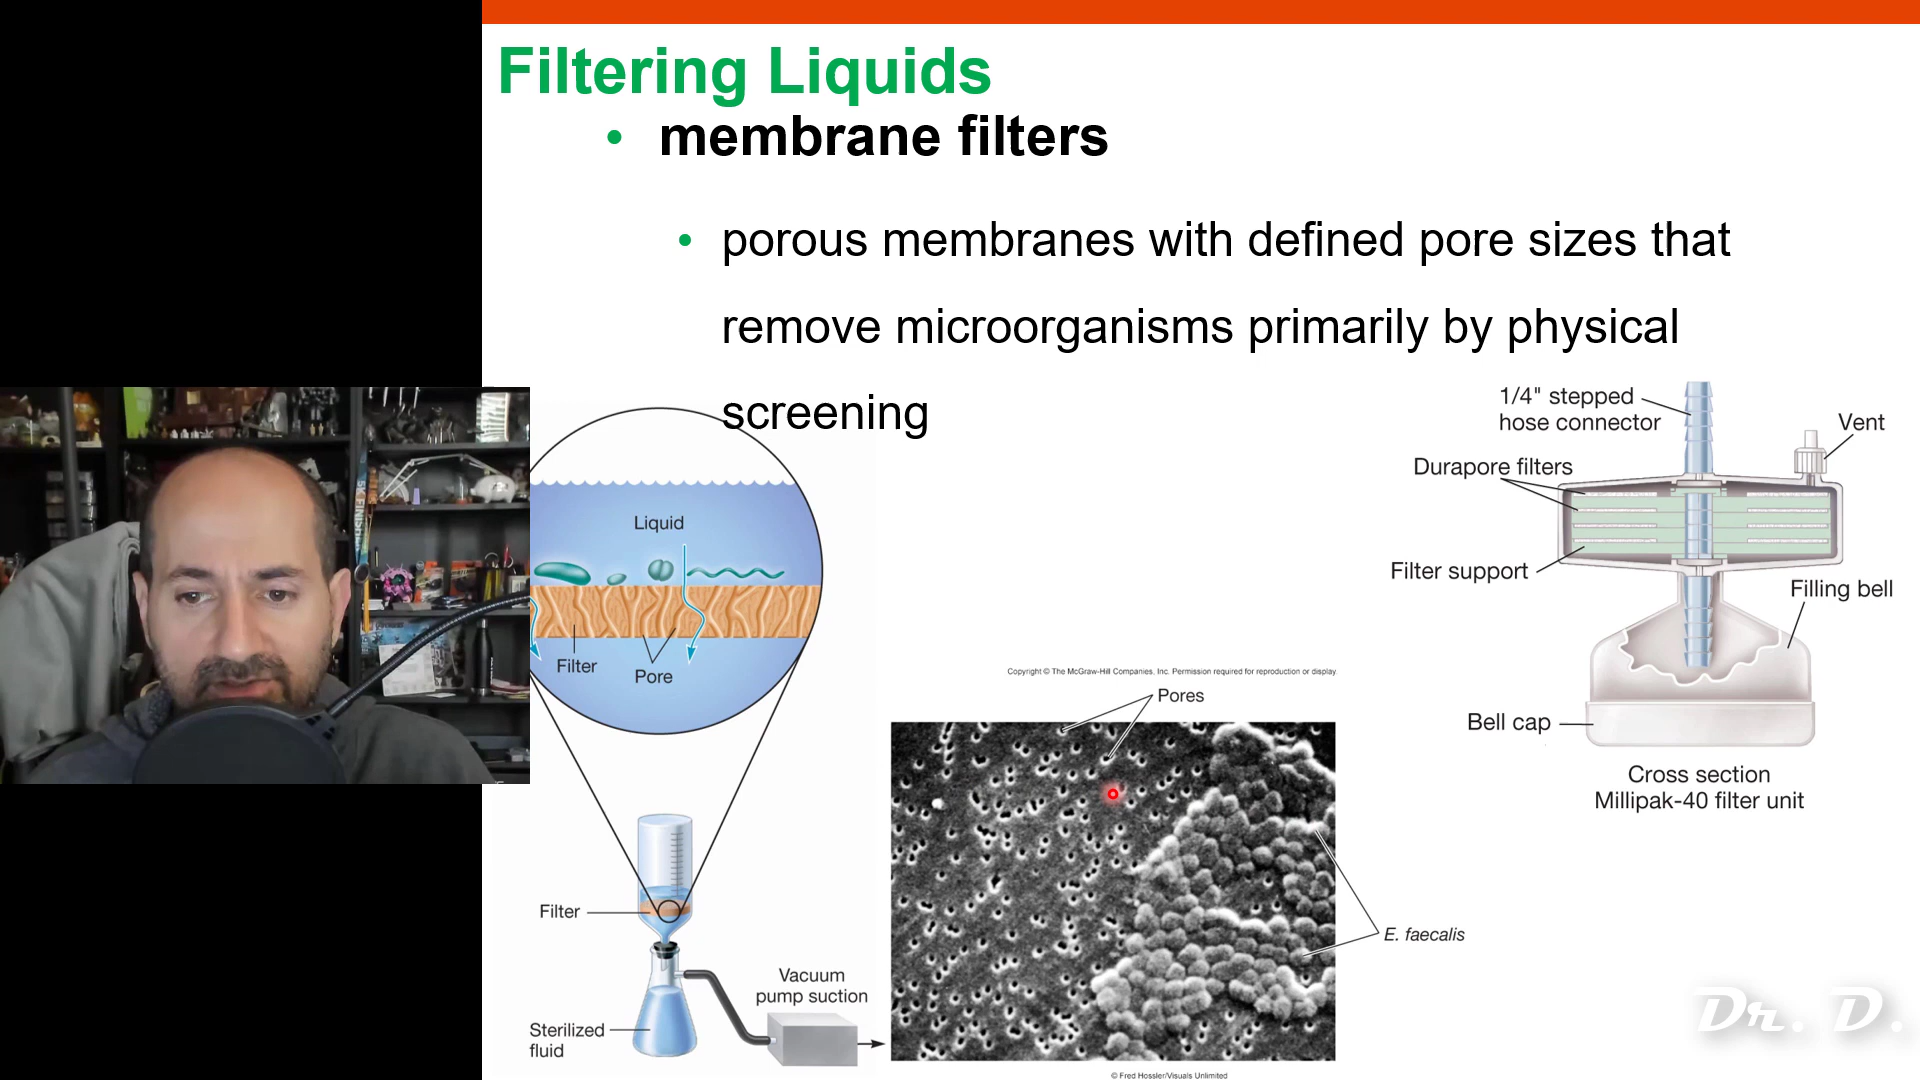 Filtering Liquids
• membrane filters
• porous membranes with defined pore sizes that
remove microorganisms primarily by physical
screening
Liquid
Filter
Pore
Filter
Vacuum
pump suction
Sterilized
fluid
Copyright © The McGraw-Hill Companies, Inc. Permission required for reproduction or display.
Pores
E. faecalis
© Fred Hossler/Visuals Unlimited
1/4" stepped
hose connector
Vent
Durapore filters
Filter support
Filling bell
Bell cap
Cross section
Millipak-40 filter unit
Dr. D.